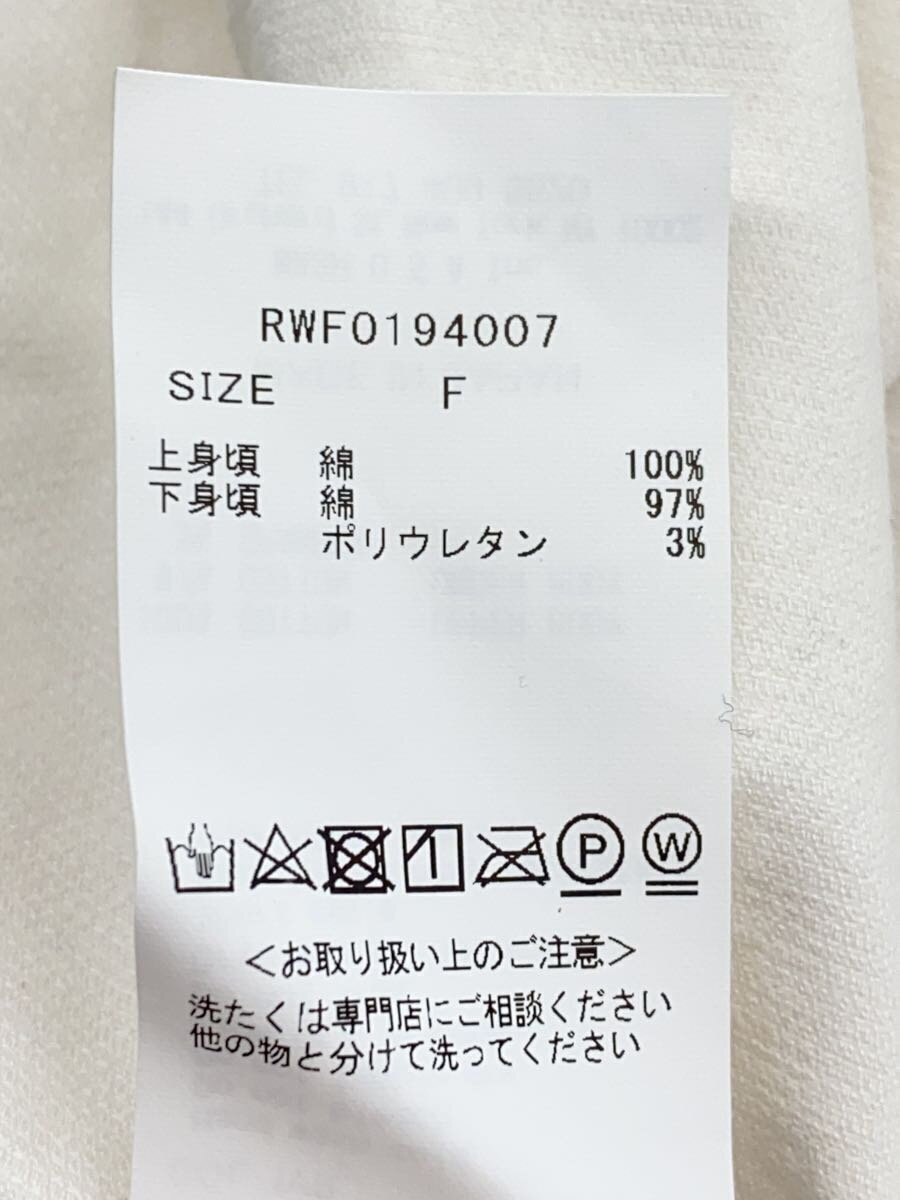 RWF0194007
SIZE F
上身頃 綿 100%
下身頃 綿 97%
ポリウレタン 3%
P W
<お取り扱い上のご注意>
洗たくは専門店にご相談ください
他の物と分けて洗ってください